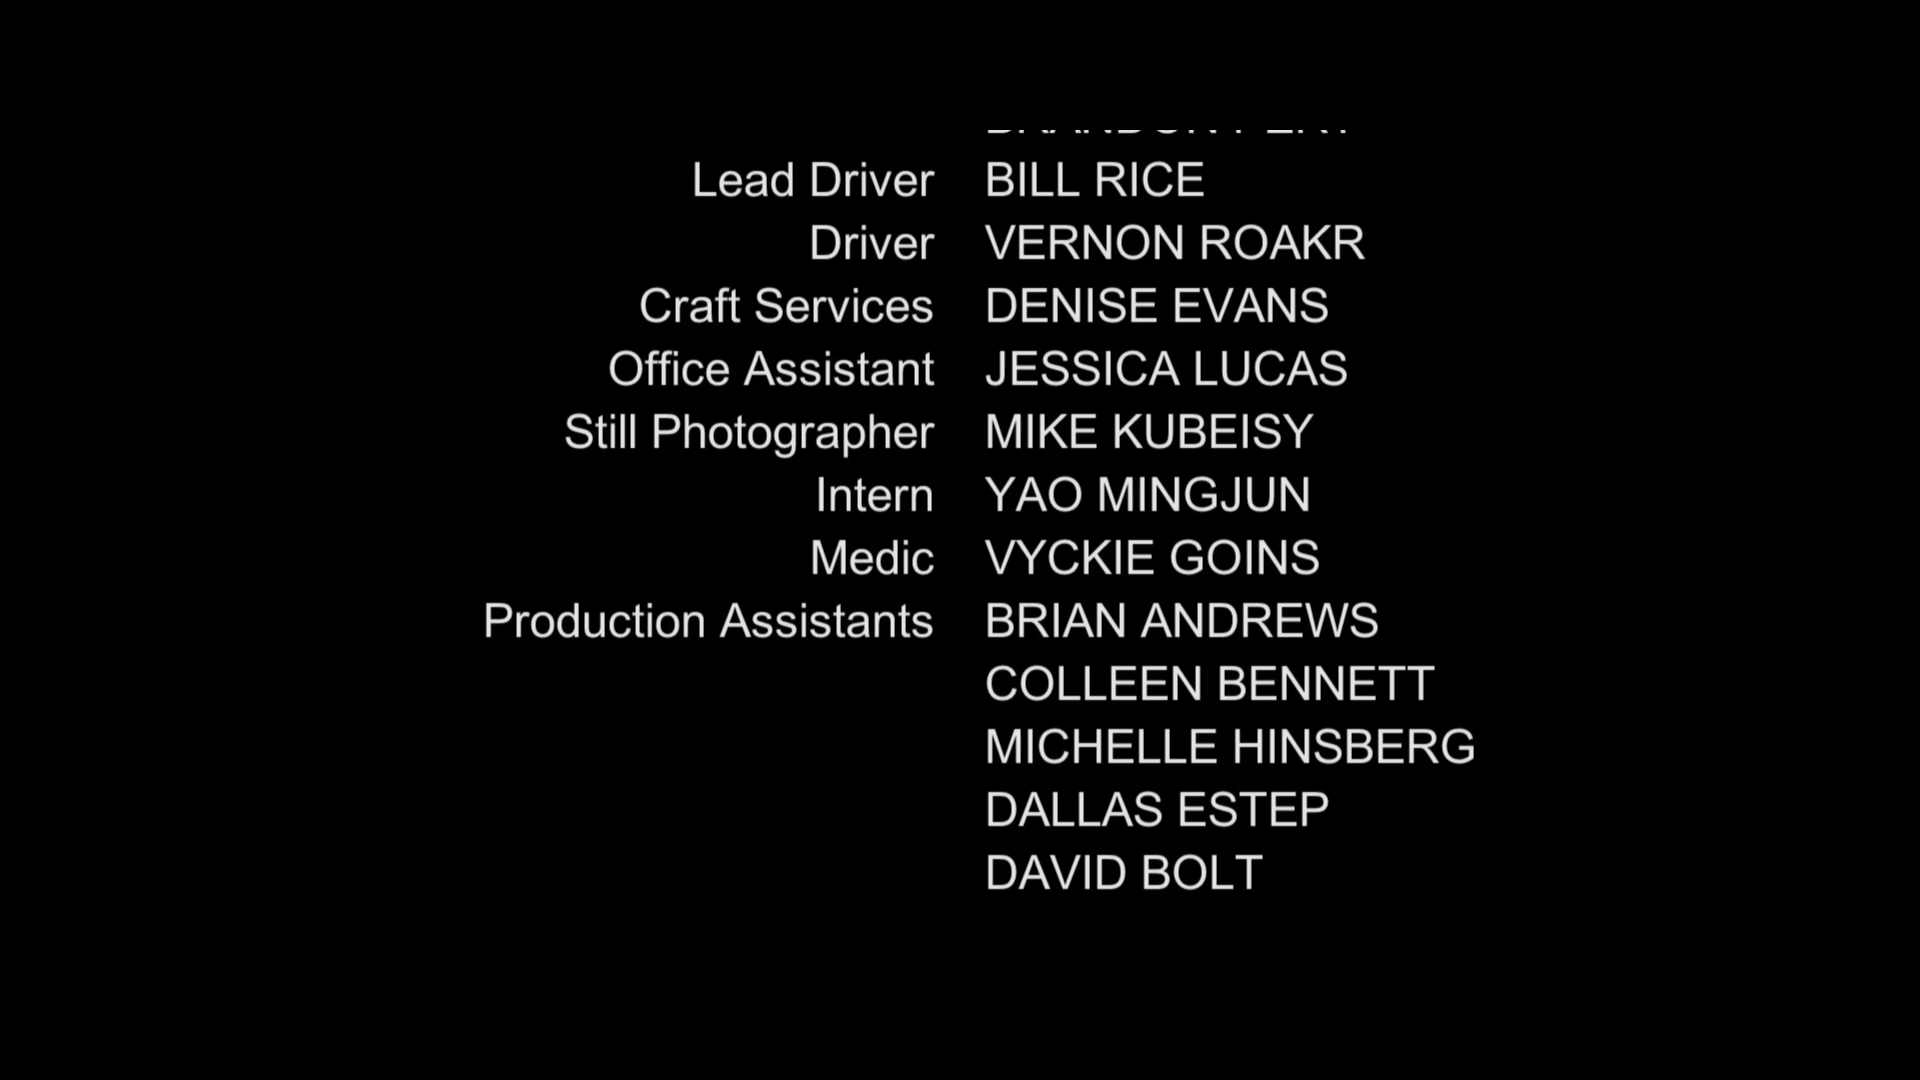 Lead Driver BILL RICE
Driver VERNON ROAKR
Craft Services DENISE EVANS
Office Assistant JESSICA LUCAS
Still Photographer MIKE KUBEISY
Intern YAO MINGJUN
Medic VYCKIE GOINS
Production Assistants BRIAN ANDREWS
COLLEEN BENNETT
MICHELLE HINSBERG
DALLAS ESTEP
DAVID BOLT